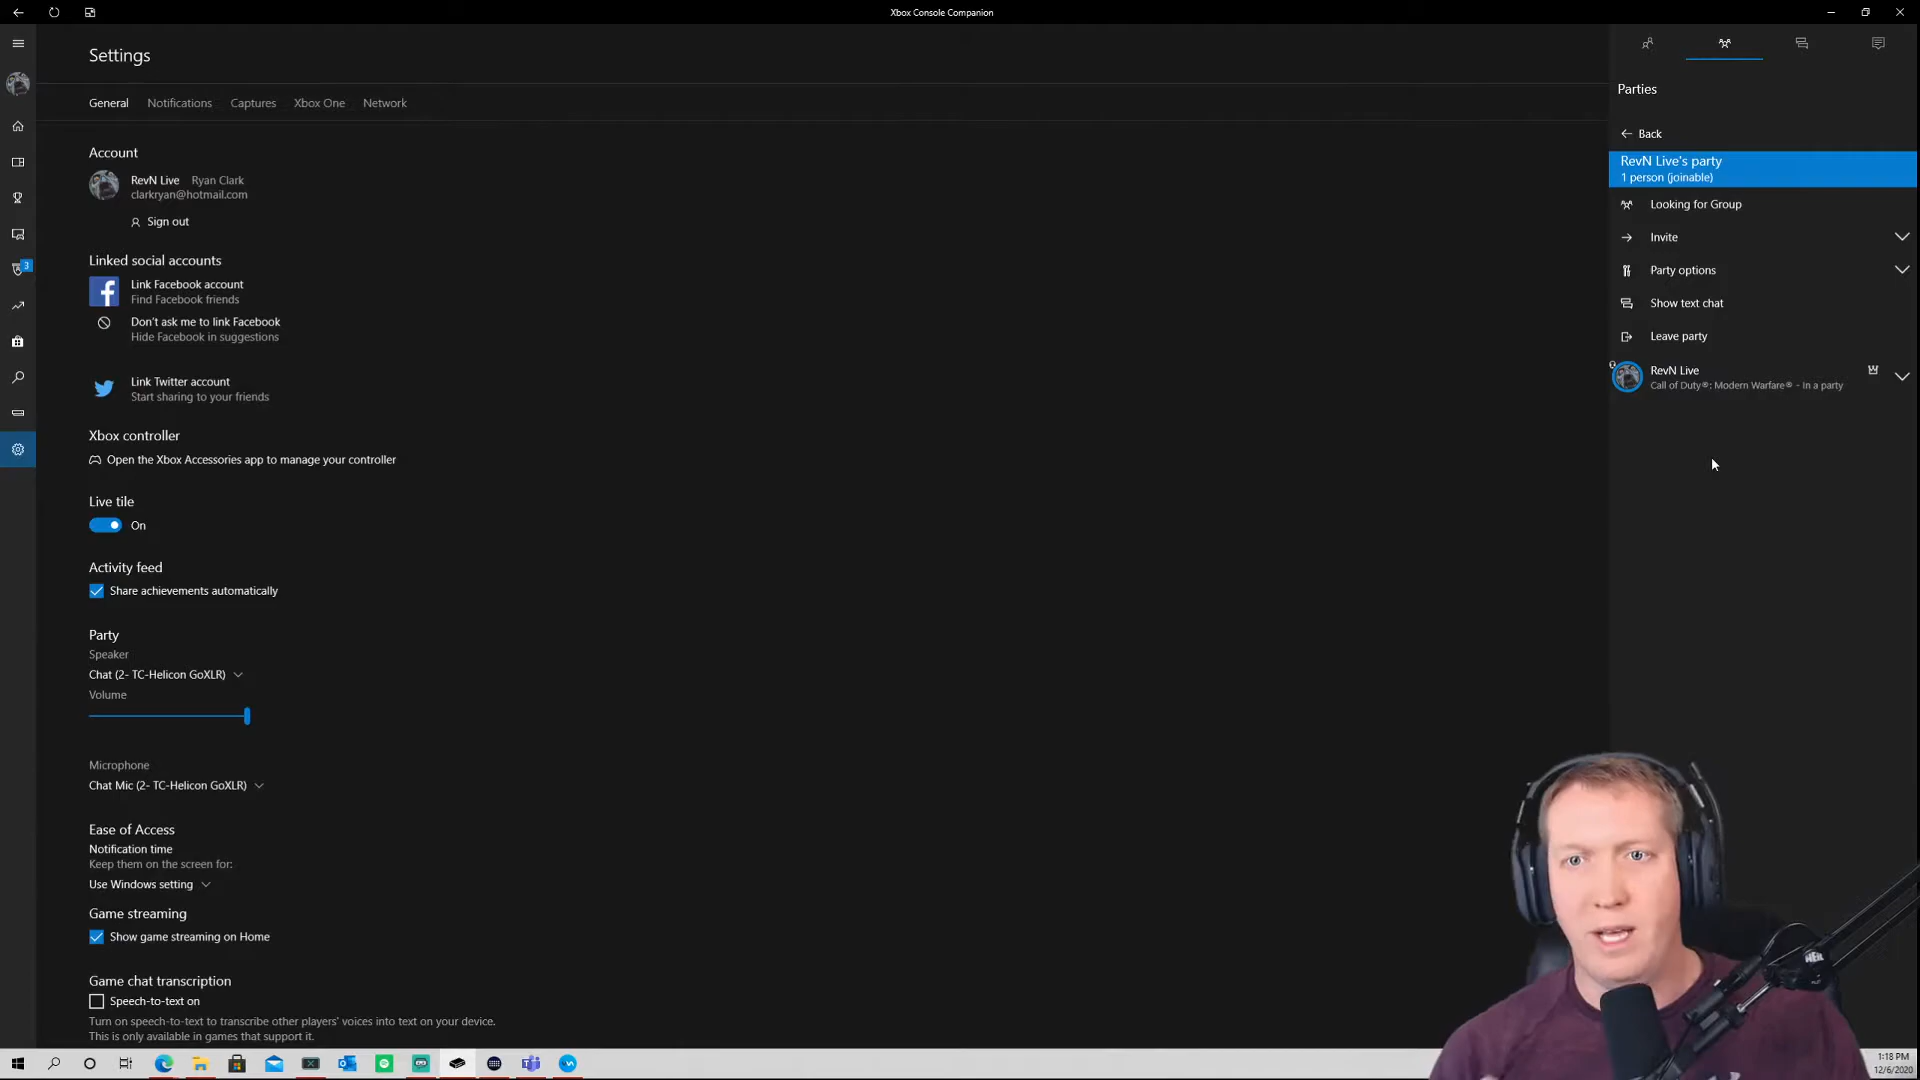 Xbox Console Companion
Settings
General Notifications Captures Xbox One Network
Account
RevN Live Ryan Clark
clarkryan@hotmail.com
Sign out
Linked social accounts
Link Facebook account
Find Facebook friends
Don't ask me to link Facebook
Hide Facebook in suggestions
Link Twitter account
Start sharing to your friends
Xbox controller
Open the Xbox Accessories app to manage your controller
Live tile
On
Activity feed
Share achievements automatically
Party
Speaker
Chat (2- TC-Helicon GoXLR)
Volume
Microphone
Chat Mic (2- TC-Helicon GoXLR)
Ease of Access
Notification time
Keep them on the screen for:
Use Windows setting
Game streaming
Show game streaming on Home
Game chat transcription
Speech-to-text on
Turn on speech-to-text to transcribe other players' voices into text on your device.
This is only available in games that support it.
3
Parties
Back
RevN Live's party
1 person (joinable)
Looking for Group
Invite
Party options
Show text chat
Leave party
RevN Live
Call of Duty®: Modern Warfare® - In a party
HEIL
1:18 PM
12/6/2020